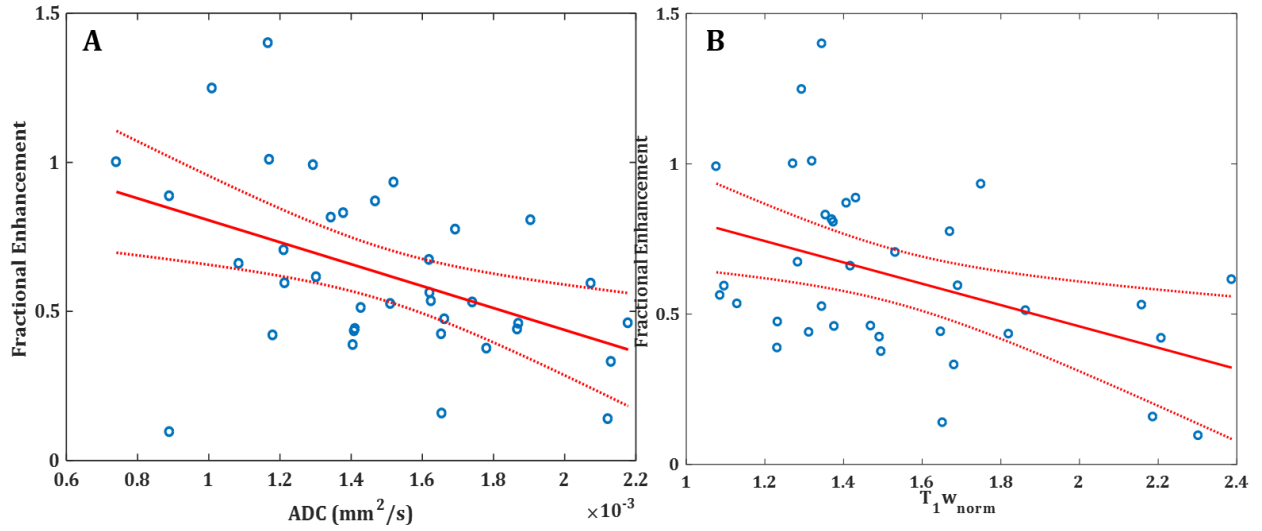 A
Fractional Enhancement
1.5
1
0.5
0
0.6 0.8 1 1.2 1.4 1.6 1.8 2 2.2
ADC (mm²/s) ×10⁻³
B
Fractional Enhancement
1.5
1
0.5
0
1 1.2 1.4 1.6 1.8 2 2.2 2.4
T₁w_norm